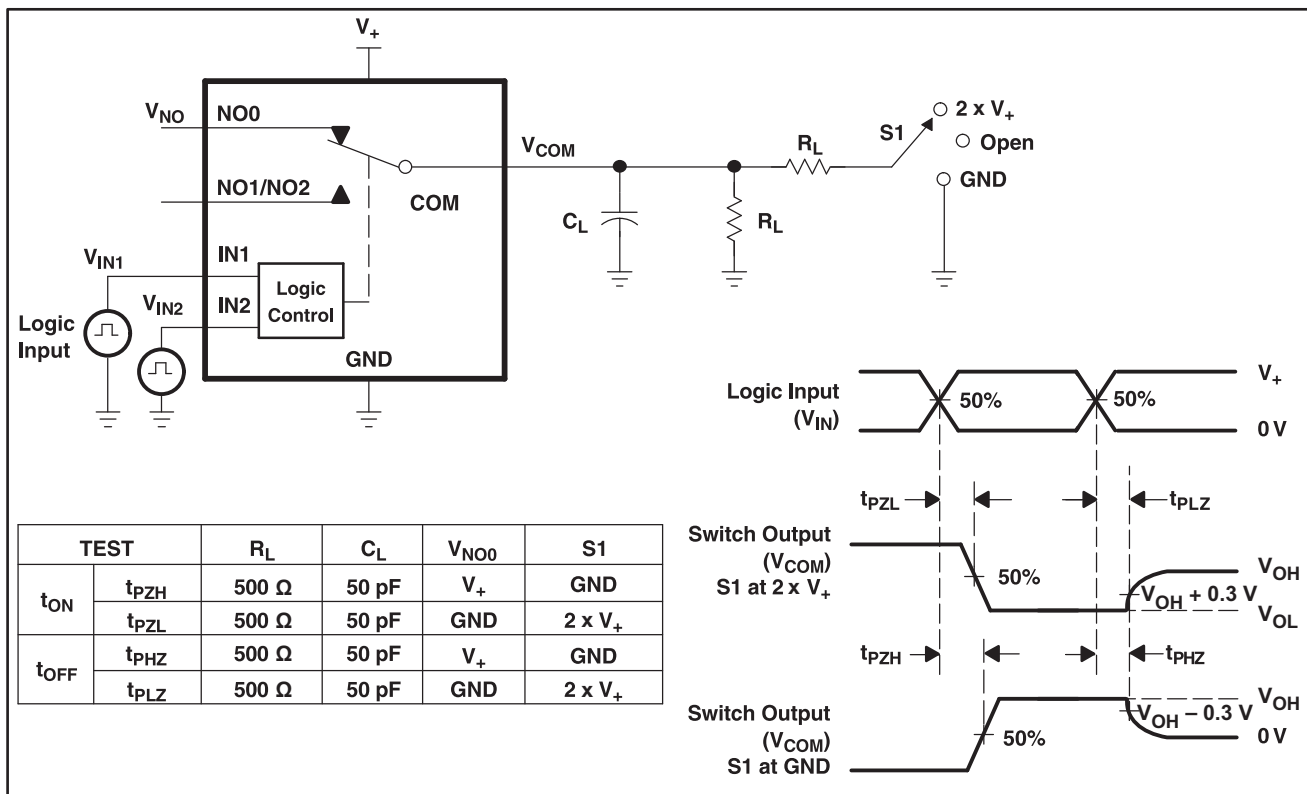 V+
VNO NO0
NO1/NO2
COM
VCOM
CL
RL
RL
S1
2 x V+
Open
GND
VIN1 IN1
VIN2 IN2
Logic
Control
Logic
Input
GND
Logic Input
(VIN)
50%
50%
V+
0 V
tPZL
tPLZ
Switch Output
(VCOM)
S1 at 2 x V+
50%
VOH
VOH + 0.3 V
VOL
tPZH
tPHZ
Switch Output
(VCOM)
S1 at GND
50%
VOH
VOH – 0.3 V
0 V
TEST RL CL VNO0 S1
tON tPZH 500 Ω 50 pF V+ GND
tPZL 500 Ω 50 pF GND 2 x V+
tOFF tPHZ 500 Ω 50 pF V+ GND
tPLZ 500 Ω 50 pF GND 2 x V+